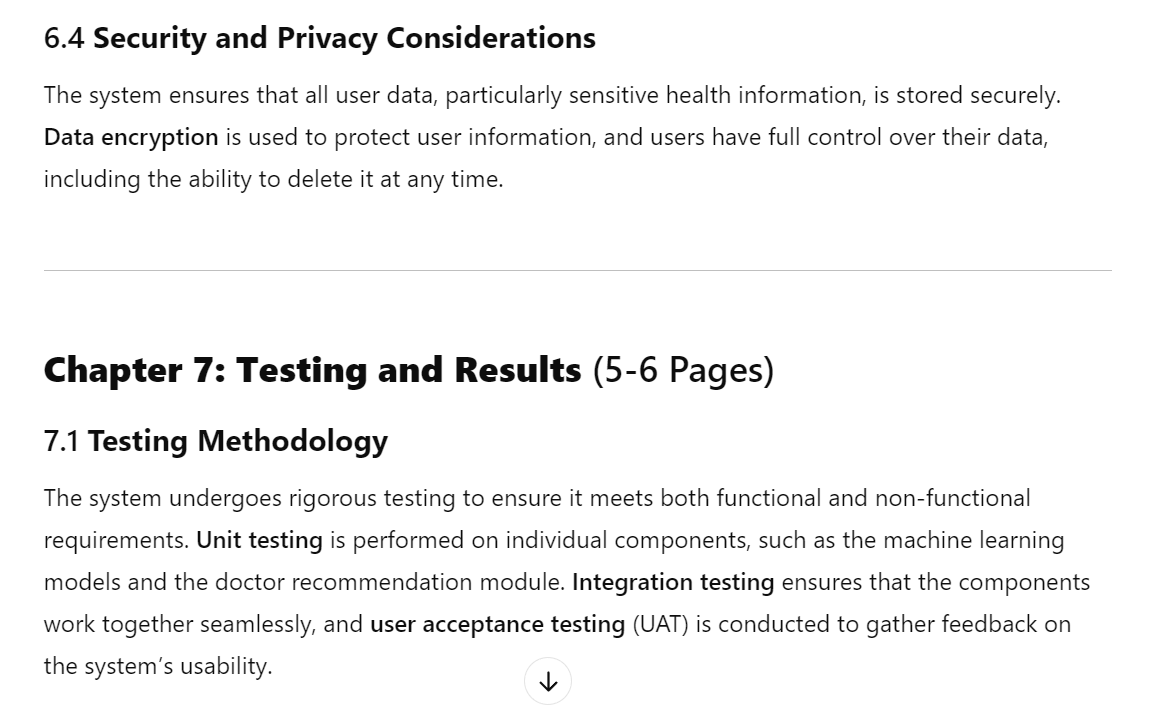 6.4 Security and Privacy Considerations
The system ensures that all user data, particularly sensitive health information, is stored securely.
Data encryption is used to protect user information, and users have full control over their data,
including the ability to delete it at any time.
Chapter 7: Testing and Results (5-6 Pages)
7.1 Testing Methodology
The system undergoes rigorous testing to ensure it meets both functional and non-functional
requirements. Unit testing is performed on individual components, such as the machine learning
models and the doctor recommendation module. Integration testing ensures that the components
work together seamlessly, and user acceptance testing (UAT) is conducted to gather feedback on
the system’s usability.